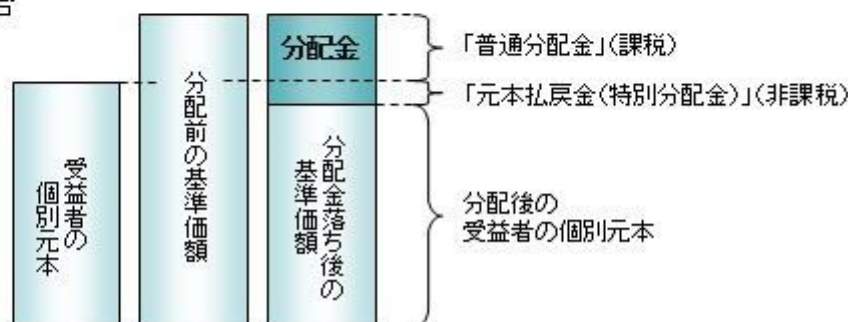 分配金
「普通分配金」(課税)
「元本払戻金(特別分配金)」(非課税)
受益者の
個別元本
分配前の基準価額
分配金落ち後の
基準価額
分配後の
受益者の個別元本